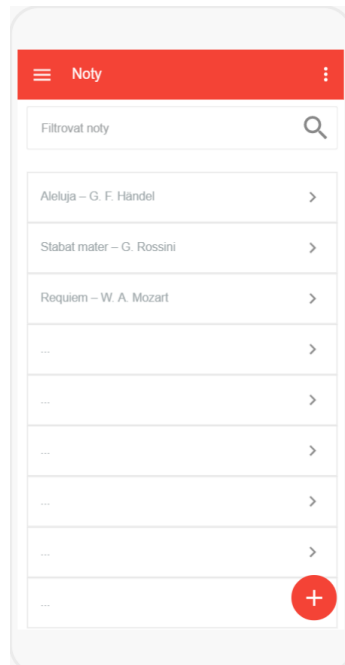 Noty
Filtrovat noty
Aleluja – G. F. Händel
Stabat mater – G. Rossini
Requiem – W. A. Mozart
...
...
...
...
...
...